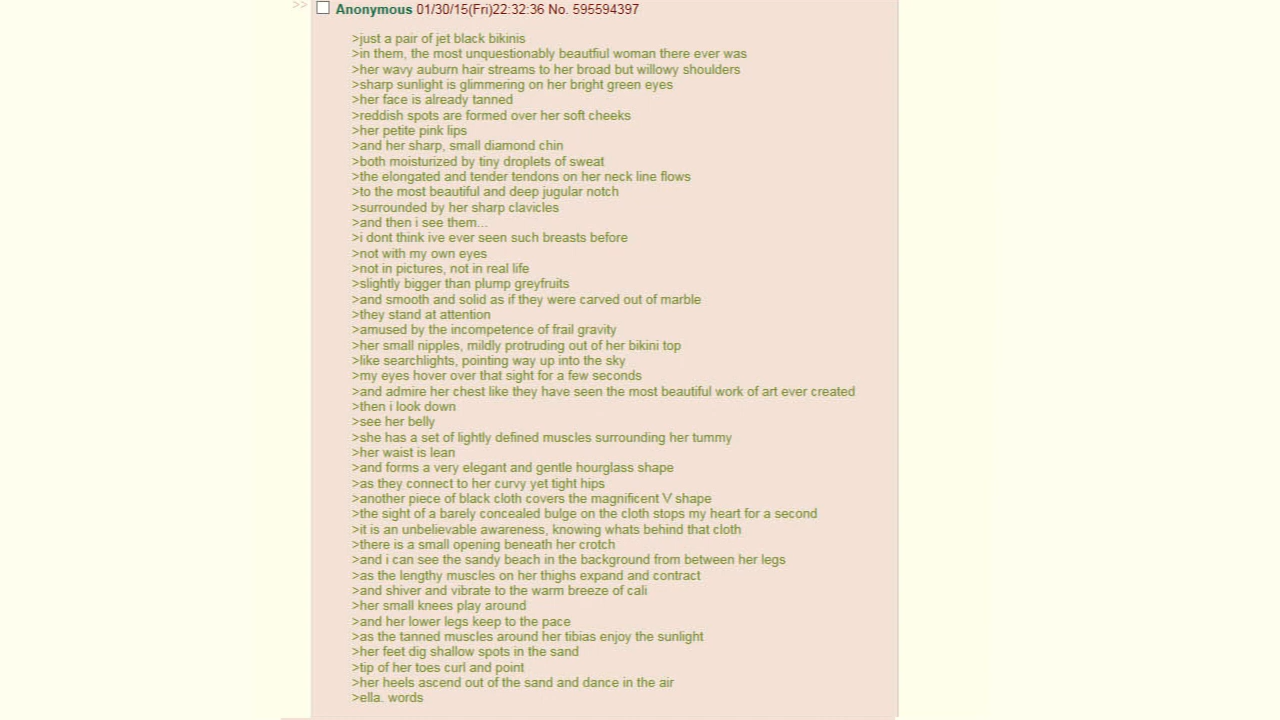 >> Anonymous 01/30/15(Fri)22:32:36 No. 595594397
>just a pair of jet black bikinis
>in them, the most unquestionably beautfiul woman there ever was
>her wavy auburn hair streams to her broad but willowy shoulders
>sharp sunlight is glimmering on her bright green eyes
>her face is already tanned
>reddish spots are formed over her soft cheeks
>her petite pink lips
>and her sharp, small diamond chin
>both moisturized by tiny droplets of sweat
>the elongated and tender tendons on her neck line flows
>to the most beautiful and deep jugular notch
>surrounded by her sharp clavicles
>and then i see them...
>i dont think ive ever seen such breasts before
>not with my own eyes
>not in pictures, not in real life
>slightly bigger than plump greyfruits
>and smooth and solid as if they were carved out of marble
>they stand at attention
>amused by the incompetence of frail gravity
>her small nipples, mildly protruding out of her bikini top
>like searchlights, pointing way up into the sky
>my eyes hover over that sight for a few seconds
>and admire her chest like they have seen the most beautiful work of art ever created
>then i look down
>see her belly
>she has a set of lightly defined muscles surrounding her tummy
>her waist is lean
>and forms a very elegant and gentle hourglass shape
>as they connect to her curvy yet tight hips
>another piece of black cloth covers the magnificent V shape
>the sight of a barely concealed bulge on the cloth stops my heart for a second
>it is an unbelievable awareness, knowing whats behind that cloth
>there is a small opening beneath her crotch
>and i can see the sandy beach in the background from between her legs
>as the lengthy muscles on her thighs expand and contract
>and shiver and vibrate to the warm breeze of cali
>her small knees play around
>and her lower legs keep to the pace
>as the tanned muscles around her tibias enjoy the sunlight
>her feet dig shallow spots in the sand
>tip of her toes curl and point
>her heels ascend out of the sand and dance in the air
>ella. words